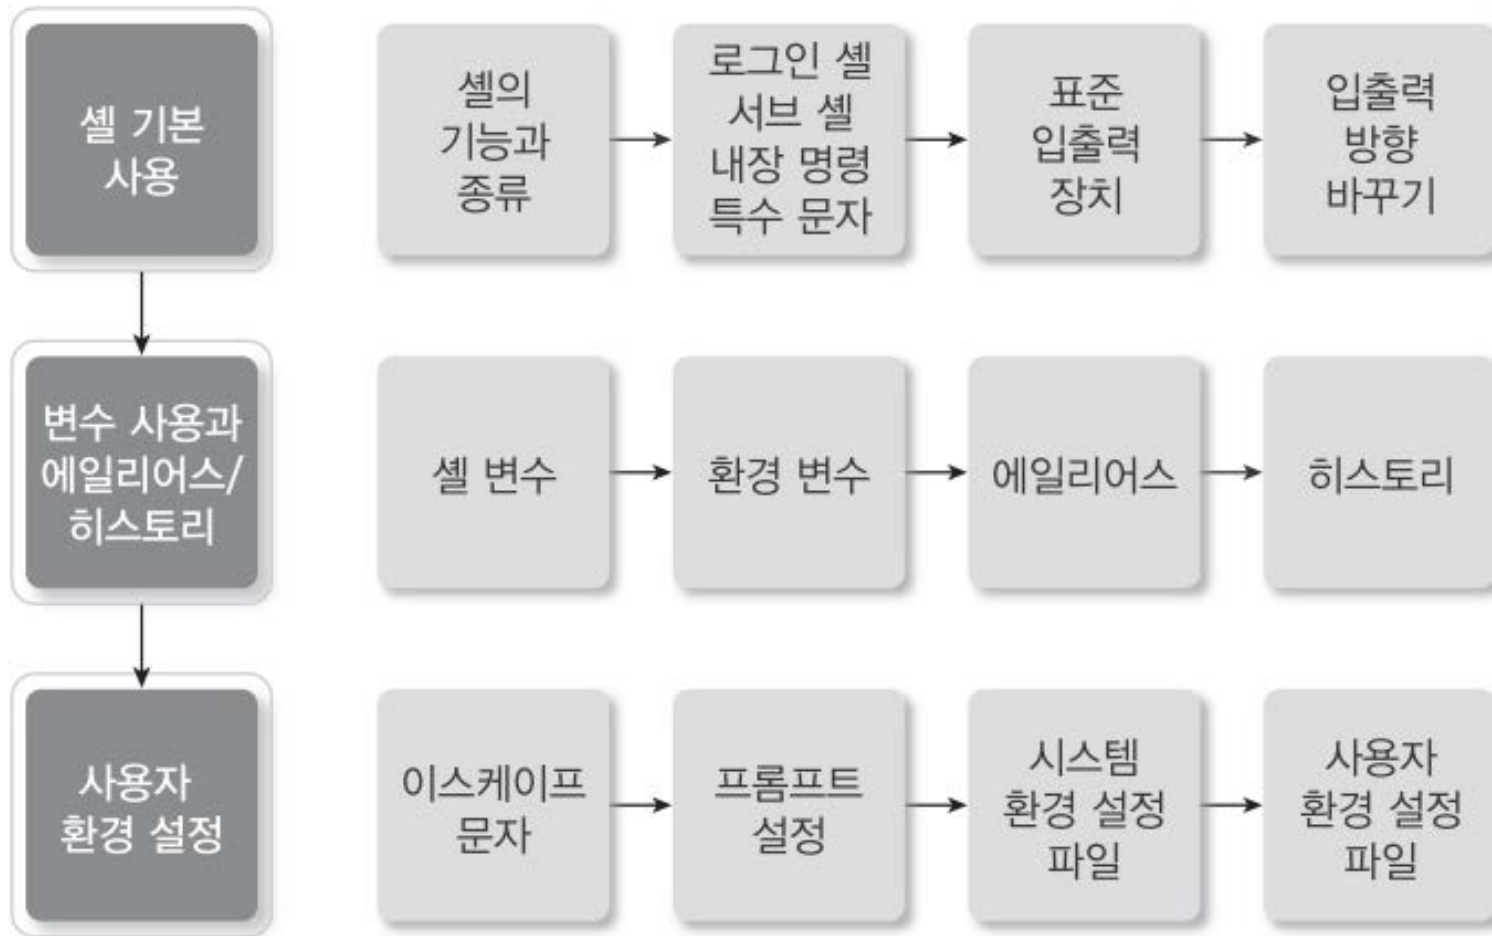 셸 기본
사용
셸의
기능과
종류
로그인 셸
서브 셸
내장 명령
특수 문자
표준
입출력
장치
입출력
방향
바꾸기
변수 사용과
에일리어스/
히스토리
셸 변수
환경 변수
에일리어스
히스토리
사용자
환경 설정
이스케이프
문자
프롬프트
설정
시스템
환경 설정
파일
사용자
환경 설정
파일